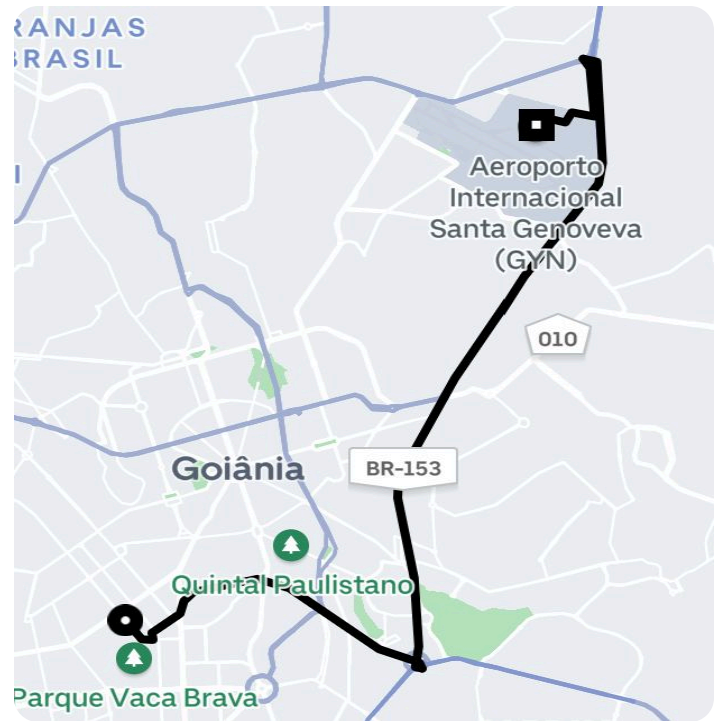 RANJAS
BRASIL
I
Aeroporto
Internacional
Santa Genoveva
(GYN)
010
BR-153
Goiânia
Quintal Paulistano
Parque Vaca Brava